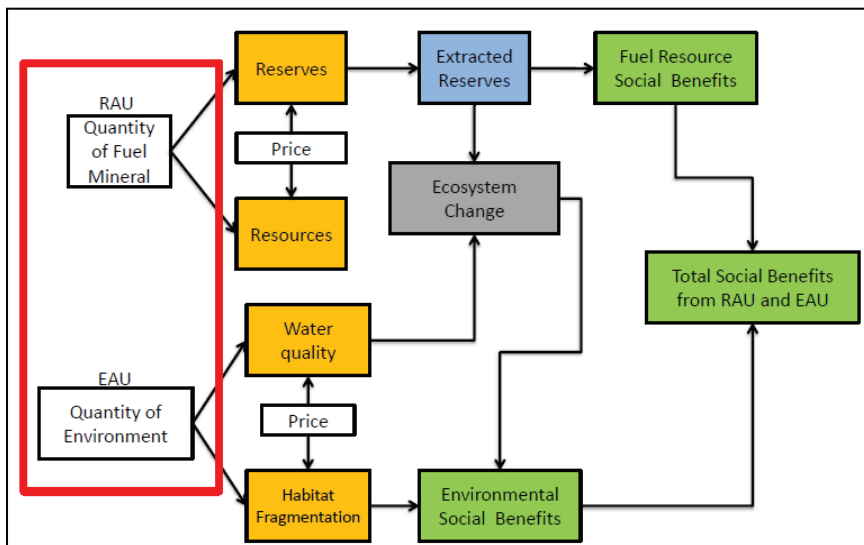 Reserves
Extracted
Reserves
Fuel Resource
Social Benefits
RAU
Quantity
of Fuel
Mineral
Price
Ecosystem
Change
Resources
Total Social Benefits
from RAU and EAU
Water
quality
EAU
Quantity of
Environment
Price
Habitat
Fragmentation
Environmental
Social Benefits